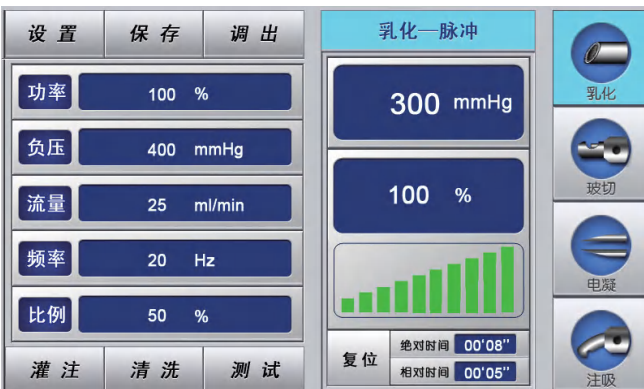 设置 保存 调出
功率 100 %
负压 400 mmHg
流量 25 ml/min
频率 20 Hz
比例 50 %
灌注 清洗 测试
乳化—脉冲
300 mmHg
100 %
复位
绝对时间 00'08''
相对时间 00'05''
乳化
玻切
电凝
注吸